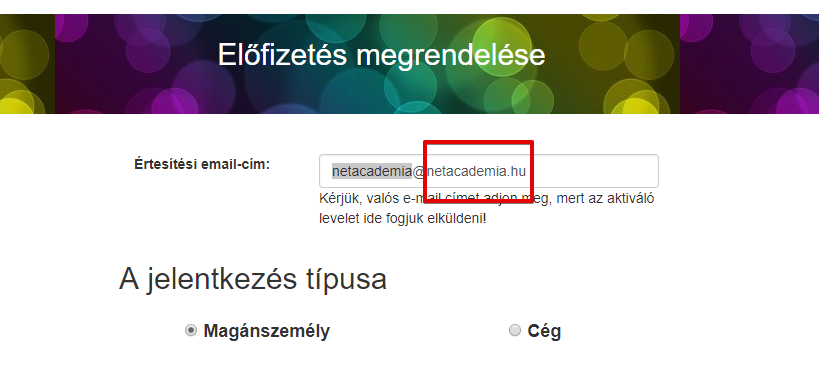 Előfizetés megrendelése
Értesítési email-cím:
netacademia@netacademia.hu
Kérjük, valós e-mail címet adjon meg, mert az aktiváló
levelet ide fogjuk elküldeni!
A jelentkezés típusa
Magánszemély
Cég